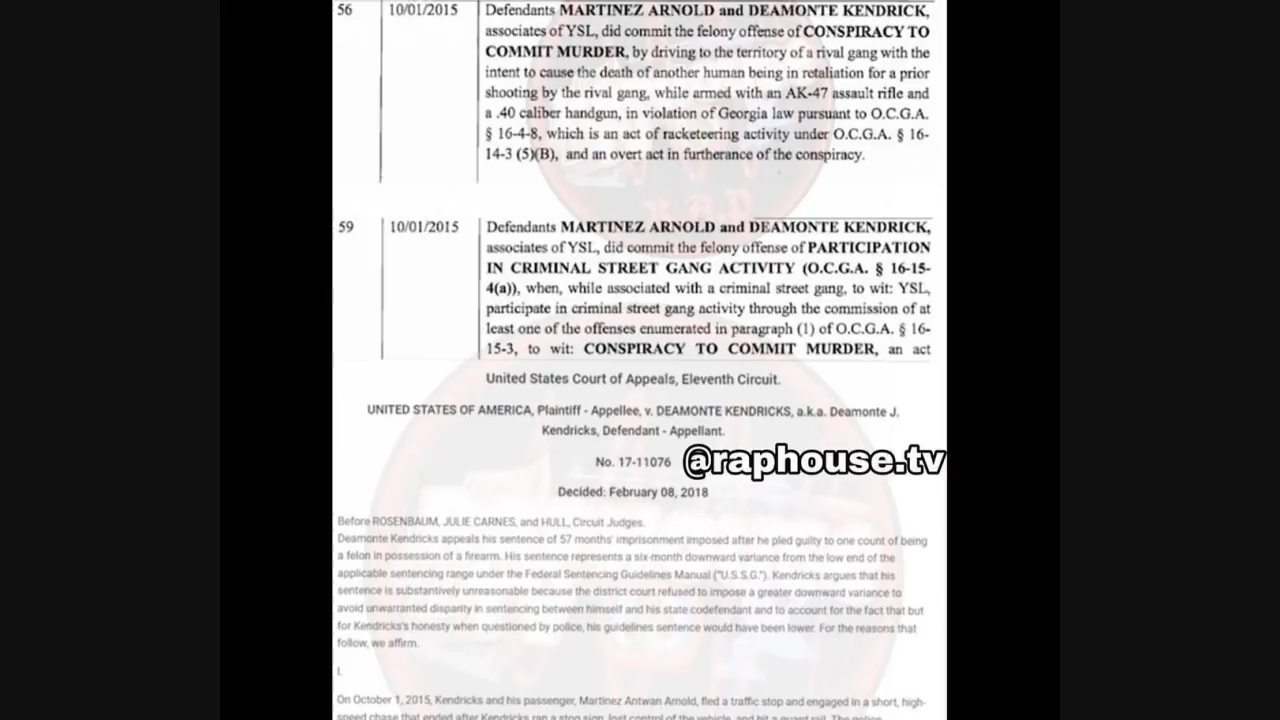 56 10/01/2015 Defendants MARTINEZ ARNOLD and DEAMONTE KENDRICK,
associates of YSL, did commit the felony offense of CONSPIRACY TO
COMMIT MURDER, by driving to the territory of a rival gang with the
intent to cause the death of another human being in retaliation for a prior
shooting by the rival gang, while armed with an AK-47 assault rifle and
a .40 caliber handgun, in violation of Georgia law pursuant to O.C.G.A.
§ 16-4-8, which is an act of racketeering activity under O.C.G.A. § 16-
14-3 (5)(B), and an overt act in furtherance of the conspiracy.
59 10/01/2015 Defendants MARTINEZ ARNOLD and DEAMONTE KENDRICK,
associates of YSL, did commit the felony offense of PARTICIPATION
IN CRIMINAL STREET GANG ACTIVITY (O.C.G.A. § 16-15-
4(a)), when, while associated with a criminal street gang, to wit: YSL,
participate in criminal street gang activity through the commission of at
least one of the offenses enumerated in paragraph (1) of O.C.G.A. § 16-
15-3, to wit: CONSPIRACY TO COMMIT MURDER, an act
United States Court of Appeals, Eleventh Circuit.
UNITED STATES OF AMERICA, Plaintiff - Appellee, v. DEAMONTE KENDRICKS, a.k.a. Deamonte J.
Kendricks, Defendant - Appellant.
No. 17-11076 @raphouse.tv
Decided: February 08, 2018
Before ROSENBAUM, JULIE CARNES, and HULL, Circuit Judges.
Deamonte Kendricks appeals his sentence of 57 months' imprisonment imposed after he pled guilty to one count of being
a felon in possession of a firearm. His sentence represents a six-month downward variance from the low end of the
applicable sentencing range under the Federal Sentencing Guidelines Manual ("U.S.S.G."). Kendricks argues that his
sentence is substantively unreasonable because the district court refused to impose a greater downward variance to
avoid unwarranted disparity in sentencing between himself and his state codefendant and to account for the fact that but
for Kendricks's honesty when questioned by police, his guidelines sentence would have been lower. For the reasons that
follow, we affirm.
I.
On October 1, 2015, Kendricks and his passenger, Martinez Antwan Arnold, fled a traffic stop and engaged in a short, high-
speed chase that ended after Kendricks ran a stop sign, lost control of the vehicle, and hit a guard rail. The police